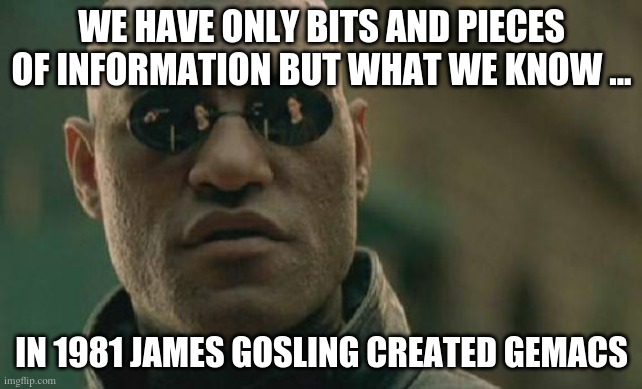 WE HAVE ONLY BITS AND PIECES
OF INFORMATION BUT WHAT WE KNOW ...
IN 1981 JAMES GOSLING CREATED GEMACS
imgflip.com